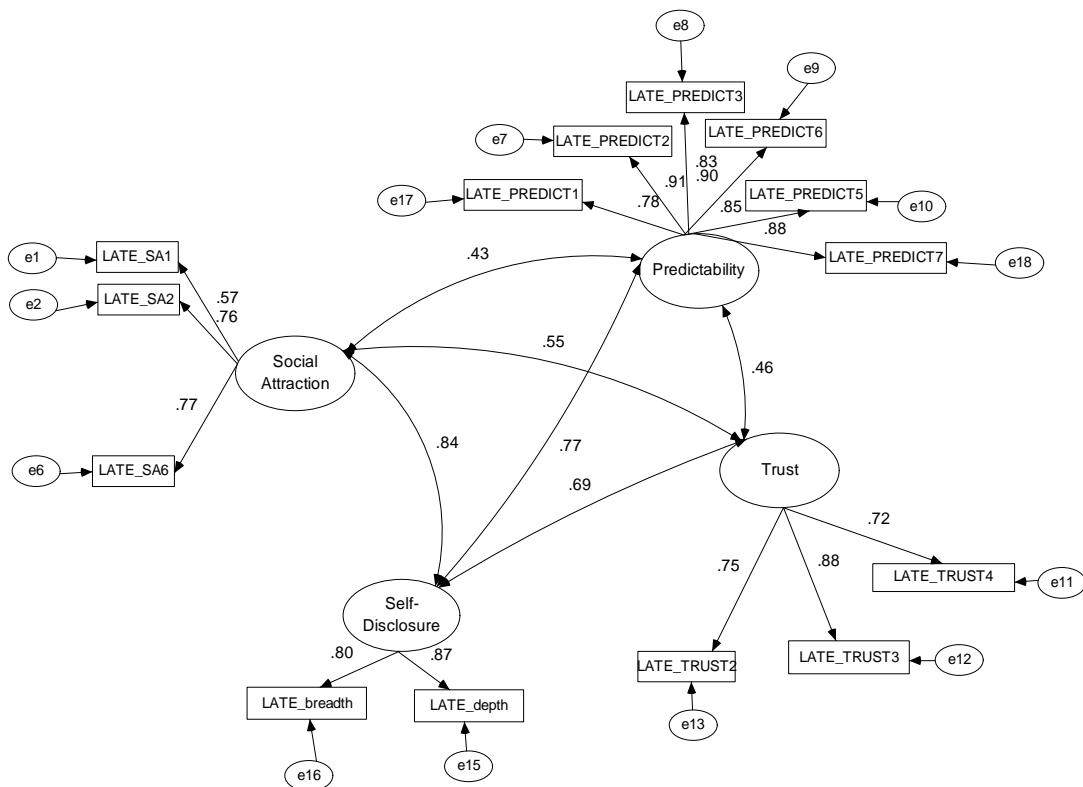 e8
e9
LATE_PREDICT3
LATE_PREDICT6
e7
LATE_PREDICT2
.83
.90
.91
e17
LATE_PREDICT1
.78
.85
LATE_PREDICT5
e10
.88
e1
LATE_SA1
.43
Predictability
LATE_PREDICT7
e18
e2
LATE_SA2
.57
.76
Social
Attraction
.55
.46
.77
e6
LATE_SA6
.84
.77
.69
Trust
.72
.75
.88
LATE_TRUST4
e11
Self-
Disclosure
.80
.87
LATE_TRUST2
LATE_TRUST3
e12
LATE_breadth
LATE_depth
e13
e16
e15